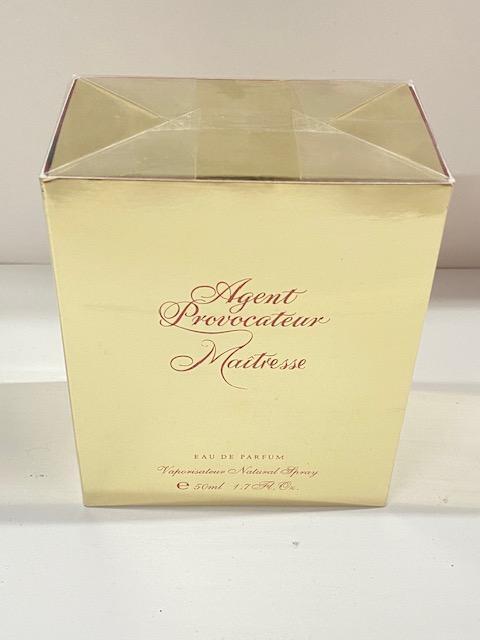 Agent
Provocateur
Maîtresse
EAU DE PARFUM
Vaporisateur Natural Spray
℮ 50ml 1.7 Fl. Oz.